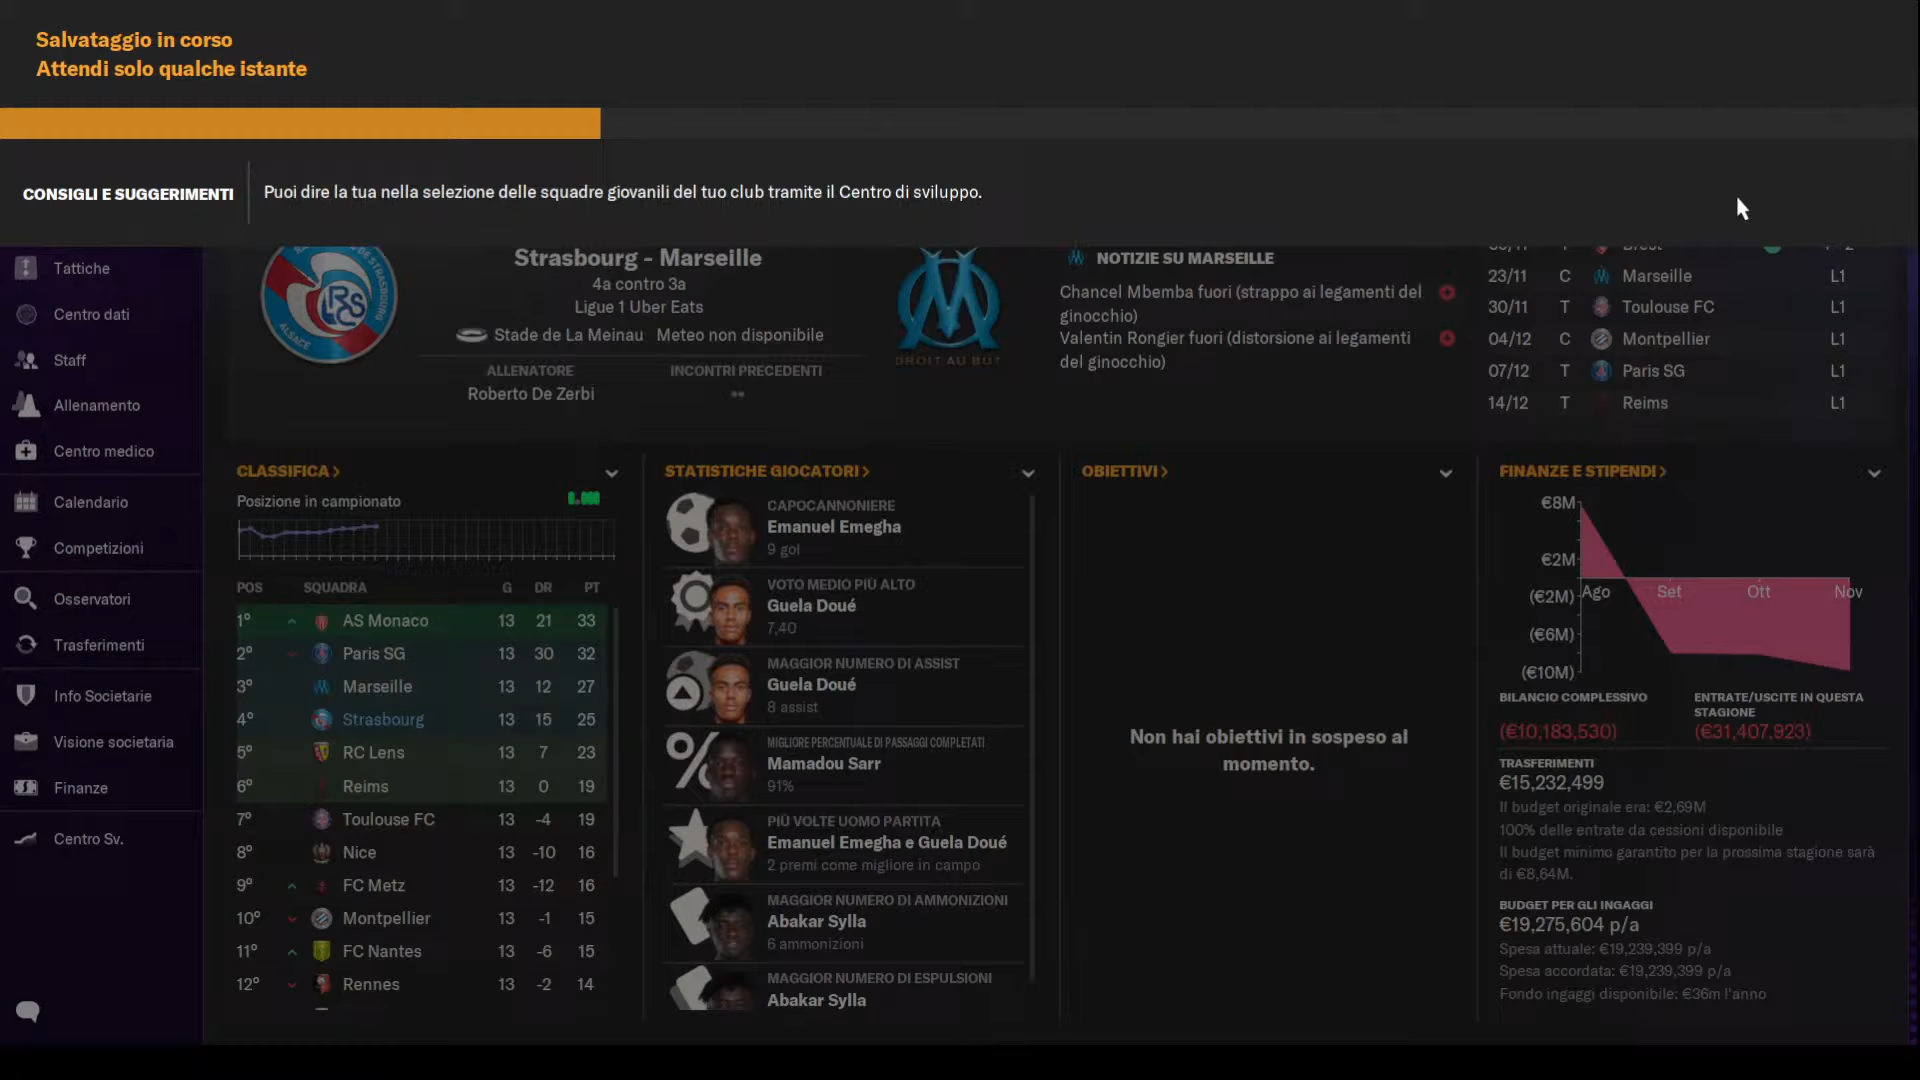 Salvataggio in corso
Attendi solo qualche istante
CONSIGLI E SUGGERIMENTI
Puoi dire la tua nella selezione delle squadre giovanili del tuo club tramite il Centro di sviluppo.
Tattiche
Centro dati
Staff
Allenamento
Centro medico
Calendario
Competizioni
Osservatori
Trasferimenti
Info Societarie
Visione societaria
Finanze
Centro Sv.
Strasbourg - Marseille
4a contro 3a
Ligue 1 Uber Eats
Stade de La Meinau Meteo non disponibile
ALLENATORE INCONTRI PRECEDENTI
Roberto De Zerbi --
DROIT AU BUT
NOTIZIE SU MARSEILLE
Chancel Mbemba fuori (strappo ai legamenti del
ginocchio)
Valentin Rongier fuori (distorsione ai legamenti
del ginocchio)
23/11 C Marseille L1
30/11 T Toulouse FC L1
04/12 C Montpellier L1
07/12 T Paris SG L1
14/12 T Reims L1
CLASSIFICA
Posizione in campionato
POS SQUADRA G DR PT
1° AS Monaco 13 21 33
2° Paris SG 13 30 32
3° Marseille 13 12 27
4° Strasbourg 13 15 25
5° RC Lens 13 7 23
6° Reims 13 0 19
7° Toulouse FC 13 -4 19
8° Nice 13 -10 16
9° FC Metz 13 -12 16
10° Montpellier 13 -1 15
11° FC Nantes 13 -6 15
12° Rennes 13 -2 14
STATISTICHE GIOCATORI
CAPOCANNONIERE
Emanuel Emegha
9 gol
VOTO MEDIO PIÙ ALTO
Guela Doué
7,40
MAGGIOR NUMERO DI ASSIST
Guela Doué
8 assist
MIGLIORE PERCENTUALE DI PASSAGGI COMPLETATI
Mamadou Sarr
91%
PIÙ VOLTE UOMO PARTITA
Emanuel Emegha e Guela Doué
2 premi come migliore in campo
MAGGIOR NUMERO DI AMMONIZIONI
Abakar Sylla
6 ammonizioni
MAGGIOR NUMERO DI ESPULSIONI
Abakar Sylla
OBIETTIVI
Non hai obiettivi in sospeso al
momento.
FINANZE E STIPENDI
€8M
€2M
(€2M)
(€6M)
(€10M)
Ago Set Ott Nov
BILANCIO COMPLESSIVO
(€10,183,530)
ENTRATE/USCITE IN QUESTA
STAGIONE
(€31,407,923)
TRASFERIMENTI
€15,232,499
Il budget originale era: €2,69M
100% delle entrate da cessioni disponibile
Il budget minimo garantito per la prossima stagione sarà
di €8,64M.
BUDGET PER GLI INGAGGI
€19,275,604 p/a
Spesa attuale: €19,239,399 p/a
Spesa accordata: €19,239,399 p/a
Fondo ingaggi disponibile: €36m l'anno